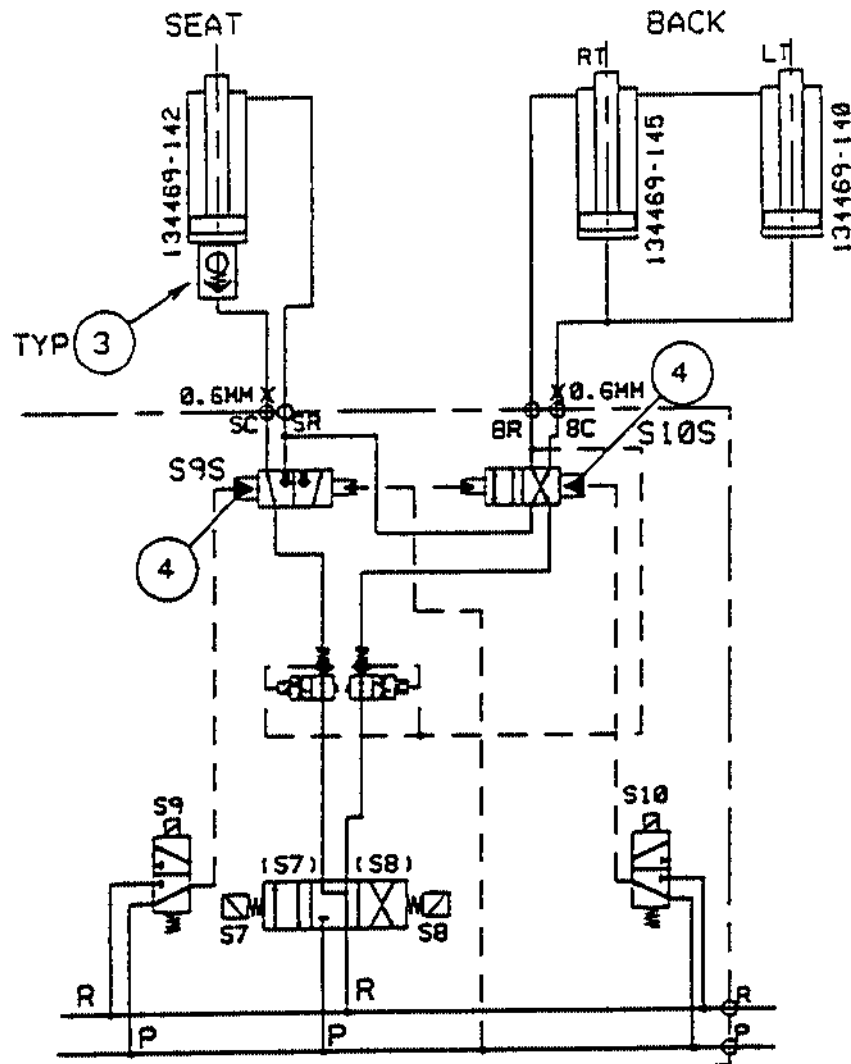 SEAT
BACK
RT
LT
134469-142
134469-145
134469-140
TYP 3
4
0.6MM
0.6MM
SC
SR
BR
BC
S9S
S10S
4
S9
S10
(S7)
(S8)
S7
S8
R
R
R
P
P
P